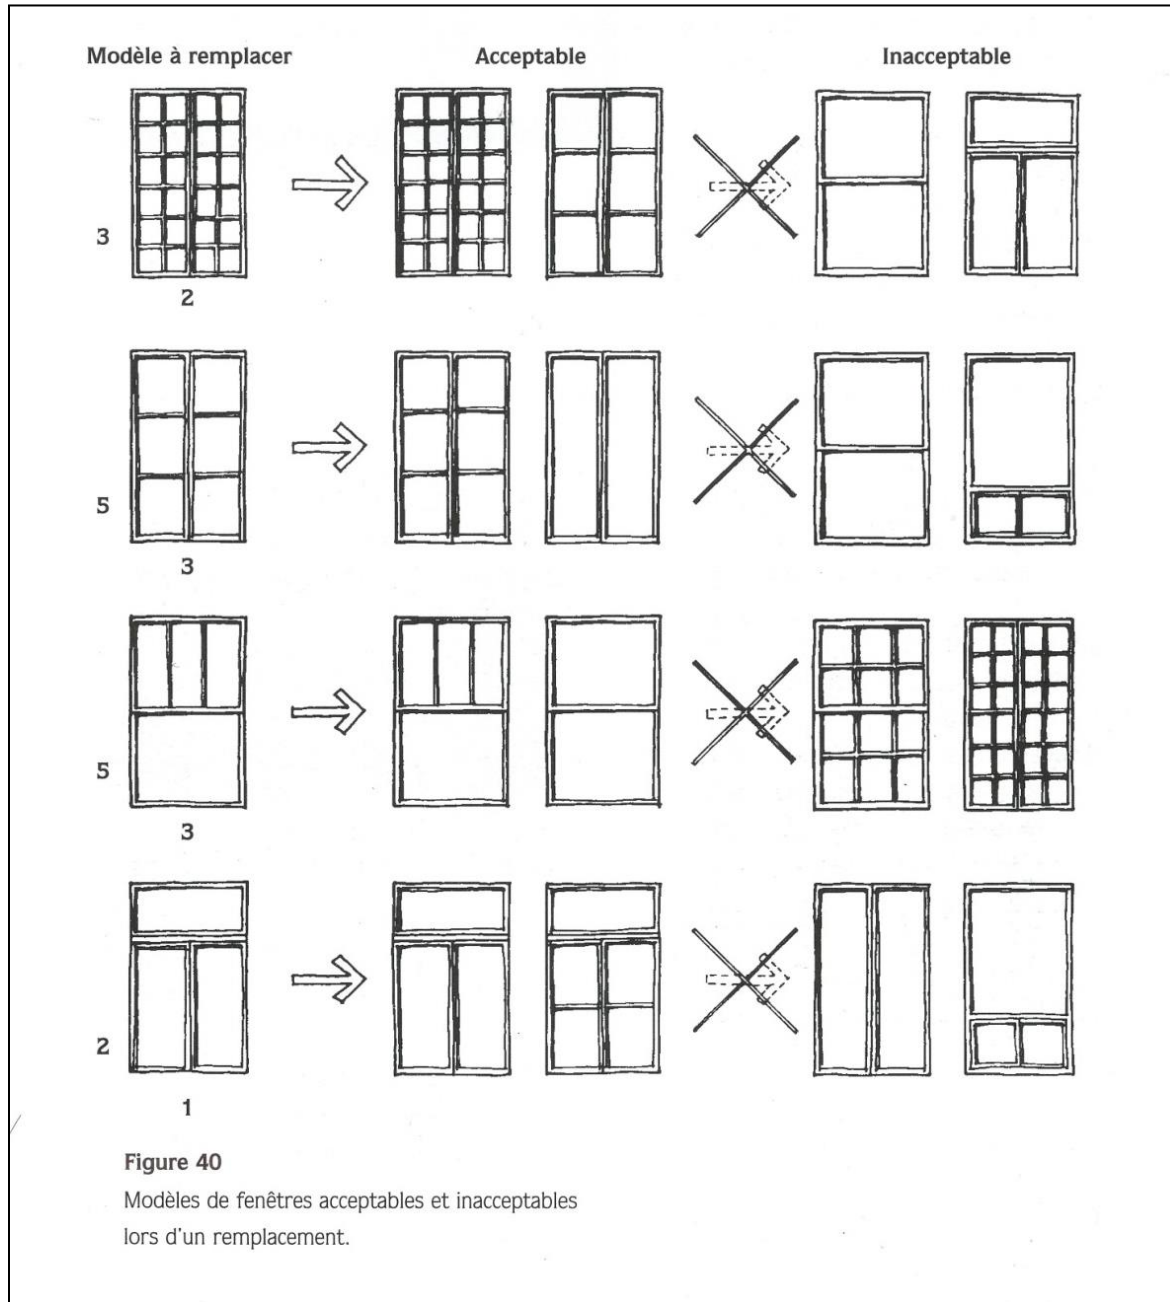 Modèle à remplacer Acceptable Inacceptable
3
2
5
3
5
3
2
1
Figure 40
Modèles de fenêtres acceptables et inacceptables
lors d'un remplacement.